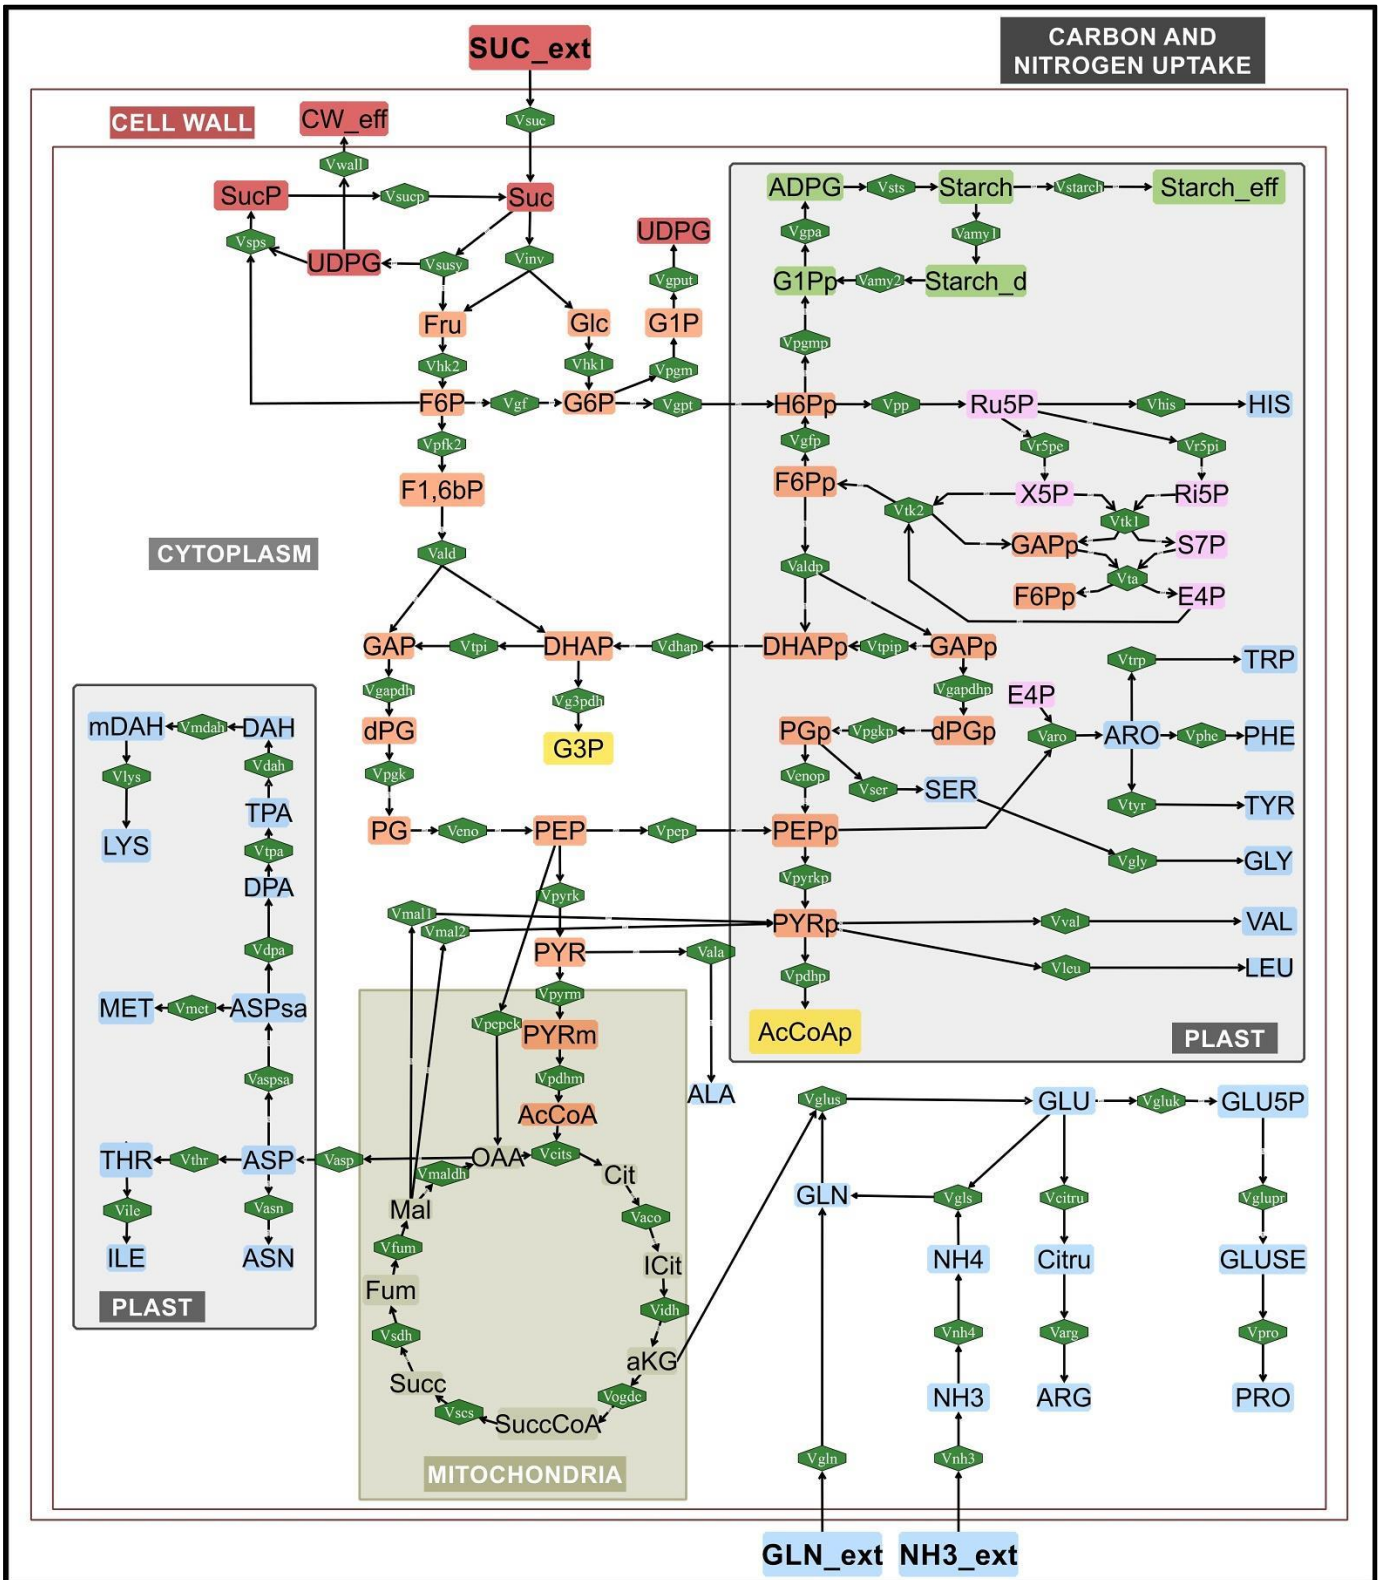 SUC_ext
CARBON AND
NITROGEN UPTAKE
CELL WALL
CW_eff
Vsuc
Vwall
SucP
Vsucp
Suc
ADPG
Vsts
Starch
Vstarch
Starch_eff
Vsps
UDPG
Vsusy
Vinv
UDPG
Vgpa
Vamy1
Vgput
G1Pp
Vamy2
Starch_d
Fru
Glc
G1P
Vpgmp
Vhk2
Vhk1
Vpgm
F6P
Vgf
G6P
Vgpt
H6Pp
Vpp
Ru5P
Vhis
HIS
Vpfk2
Vgfp
Vr5pe
Vr5pi
F1,6bP
F6Pp
X5P
Ri5P
Vtk2
Vtk1
CYTOPLASM
Vald
GAPp
S7P
Valdp
Vta
F6Pp
E4P
GAP
Vtpi
DHAP
Vdhap
DHAPp
Vtpip
GAPp
Vtrp
TRP
Vgapdh
Vg3pdh
Vgapdhp
E4P
mDAH
Vmdah
DAH
dPG
G3P
PGp
Vpgkp
dPGp
Varo
ARO
Vphe
PHE
Vlys
Vdah
Vpgk
Venop
Vser
SER
Vtyr
TYR
TPA
LYS
Vtpa
PG
Veno
PEP
Vpep
PEPp
Vgly
GLY
DPA
Vpyrk
Vpyrkp
Vmal1
Vmal2
PYRp
Vval
VAL
Vdpa
PYR
Vala
Vpdhp
Vleu
LEU
MET
Vmet
ASPsa
Vpyrm
Vpepck
PYRm
AcCoAp
PLAST
Vaspsa
Vpdhm
AcCoA
ALA
Vglus
GLU
Vgluk
GLU5P
THR
Vthr
ASP
Vasp
OAA
Vcits
Vmaldh
Cit
GLN
Vgls
Vcitru
Vglupr
Vile
Vasn
Mal
Vaco
ILE
ASN
Vfum
ICit
NH4
Citru
GLUSE
PLAST
Fum
Vidh
Vsdh
aKG
Vnh4
Varg
Vpro
Succ
Vogdc
NH3
ARG
PRO
Vscs
SuccCoA
MITOCHONDRIA
Vgln
Vnh3
GLN_ext
NH3_ext